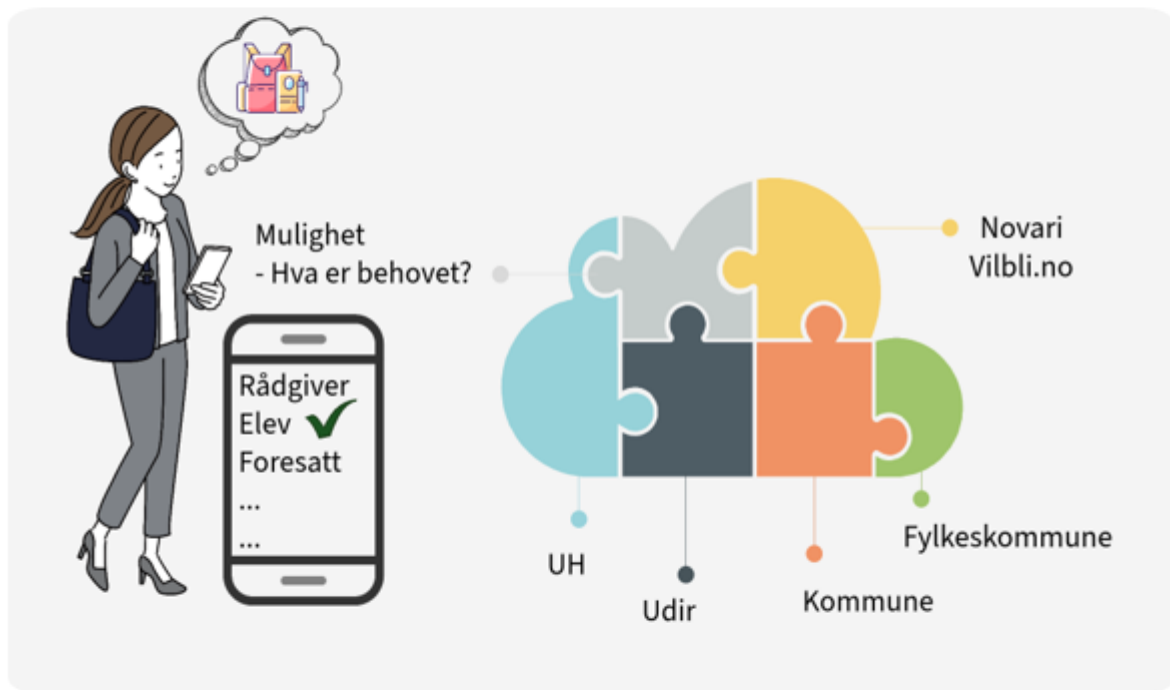 Mulighet
- Hva er behovet?
Novari
Vilbli.no
Rådgiver
Elev
Foresatt
...
...
UH
Udir
Kommune
Fylkeskommune